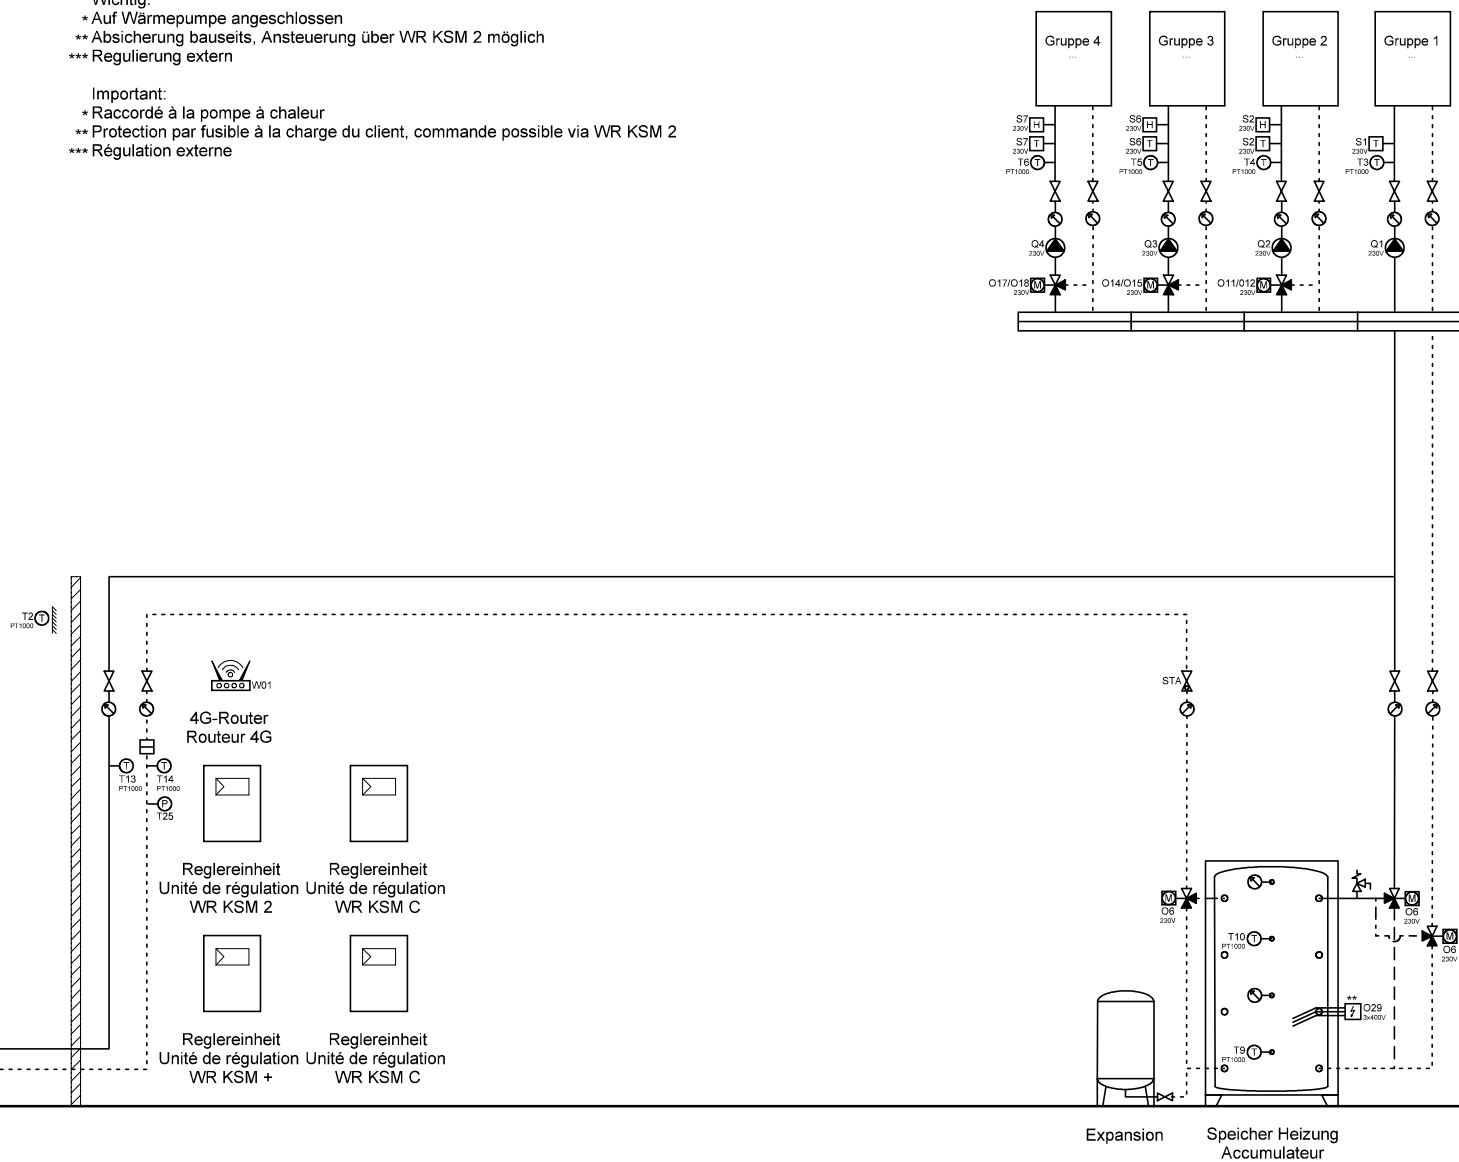 Wichtig:
* Auf Wärmepumpe angeschlossen
** Absicherung bauseits, Ansteuerung über WR KSM 2 möglich
*** Regulierung extern
Important:
* Raccordé à la pompe à chaleur
** Protection par fusible à la charge du client, commande possible via WR KSM 2
*** Régulation externe
Gruppe 4
...
Gruppe 3
...
Gruppe 2
...
Gruppe 1
...
S7
230V
H
S6
230V
H
S2
230V
H
S7
230V
T
S6
230V
T
S2
230V
T
S1
230V
T
T6
PT1000
T
T5
PT1000
T
T4
PT1000
T
T3
PT1000
T
Q4
230V
Q3
230V
Q2
230V
Q1
230V
O17/O18
230V
M
O14/O15
230V
M
O11/012
230V
M
T2
PT1000
T
W01
4G-Router
Routeur 4G
STA
T
T13
PT1000
T
T14
PT1000
P
T25
Reglereinheit
Unité de régulation
WR KSM 2
Reglereinheit
Unité de régulation
WR KSM C
Reglereinheit
Unité de régulation
WR KSM +
Reglereinheit
Unité de régulation
WR KSM C
M
O6
230V
M
O6
230V
M
O6
230V
T10
PT1000
T
**
O29
3x400V
T9
PT1000
T
Expansion
Speicher Heizung
Accumulateur